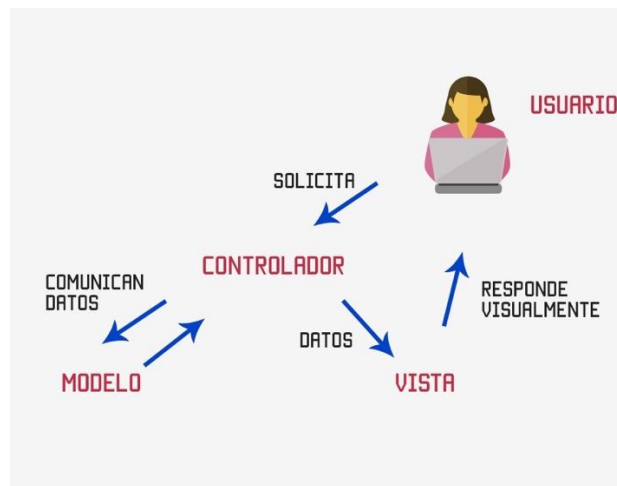 USUARIO
SOLICITA
CONTROLADOR
COMUNICAN
DATOS
RESPONDE
VISUALMENTE
DATOS
MODELO
VISTA